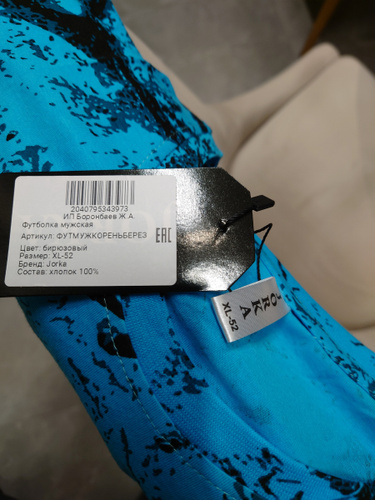 2040795343973
ИП Боронбаев Ж.А.
Футболка мужская
Артикул: ФУТМУЖКОРЕНЬБЕРЕЗ
Цвет: бирюзовый
Размер: XL-52
Бренд: Jorka
Состав: хлопок 100%
EAC
JORKA
XL-52